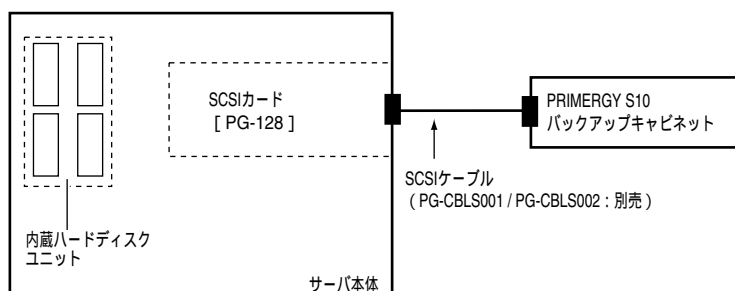 SCSIカード
[ PG-128 ]
PRIMERGY S10
バックアップキャビネット
SCSIケーブル
( PG-CBLS001 / PG-CBLS002 : 別売 )
内蔵ハードディスク
ユニット
サーバ本体